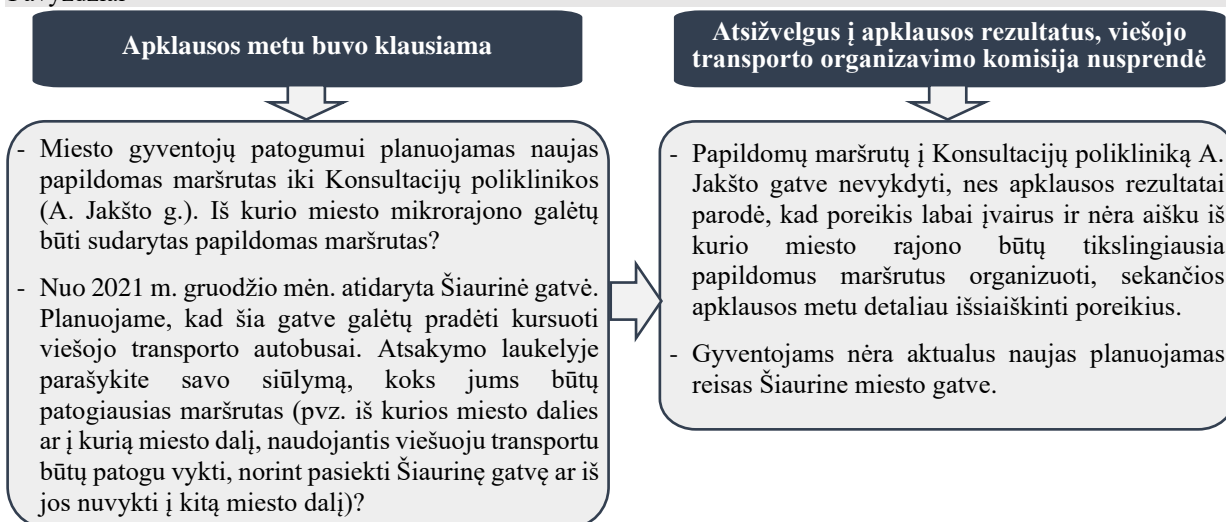 Apklausos metu buvo klausiama
- Miesto gyventojų patogumui planuojamas naujas
papildomas maršrutas iki Konsultacijų poliklinikos
(A. Jakšto g.). Iš kurio miesto mikrorajono galėtų
būti sudarytas papildomas maršrutas?
- Nuo 2021 m. gruodžio mėn. atidaryta Šiaurinė gatvė.
Planuojame, kad šia gatve galėtų pradėti kursuoti
viešojo transporto autobusai. Atsakymo laukelyje
parašykite savo siūlymą, koks jums būtų
patogiausias maršrutas (pvz. iš kurios miesto dalies
ar į kurią miesto dalį, naudojantis viešuoju transportu
būtų patogu vykti, norint pasiekti Šiaurinę gatvę ar iš
jos nuvykti į kitą miesto dalį)?
Atsižvelgus į apklausos rezultatus, viešojo
transporto organizavimo komisija nusprendė
- Papildomų maršrutų į Konsultacijų polikliniką A.
Jakšto gatve nevykdyti, nes apklausos rezultatai
parodė, kad poreikis labai įvairus ir nėra aišku iš
kurio miesto rajono būtų tikslingiausia
papildomus maršrutus organizuoti, sekančios
apklausos metu detaliau išsiaiškinti poreikius.
- Gyventojams nėra aktualus naujas planuojamas
reisas Šiaurine miesto gatve.